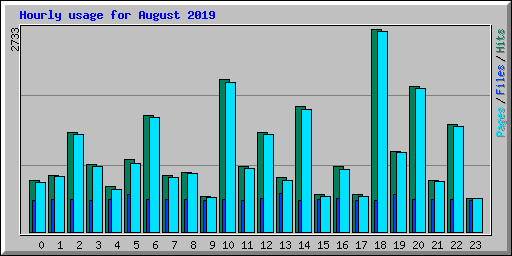 Hourly usage for August 2019
2733
Pages/Files/Hits
0 1 2 3 4 5 6 7 8 9 10 11 12 13 14 15 16 17 18 19 20 21 22 23